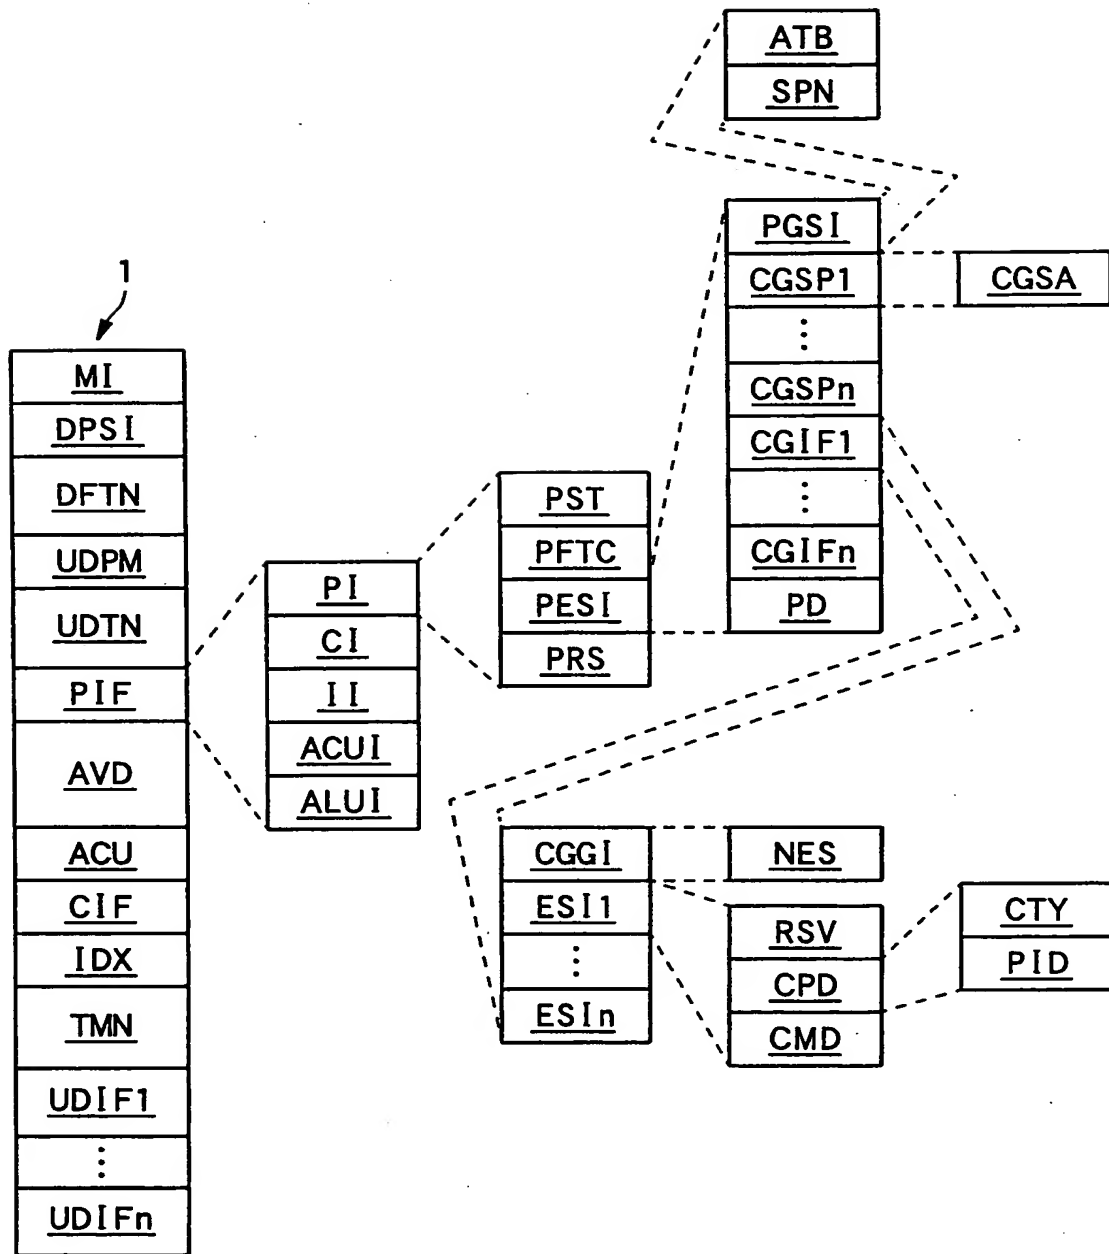 ATB
SPN
PGSI
CGSP1
⋮
CGSPn
CGIF1
⋮
CGIFn
PD
CGSA
1
MI
DPSI
DFTN
UDPM
UDTN
PIF
AVD
ACU
CIF
IDX
TMN
UDIF1
⋮
UDIFn
PI
CI
II
ACUI
ALUI
PST
PFTC
PESI
PRS
CGGI
ESI1
⋮
ESIn
NES
RSV
CPD
CMD
CTY
PID